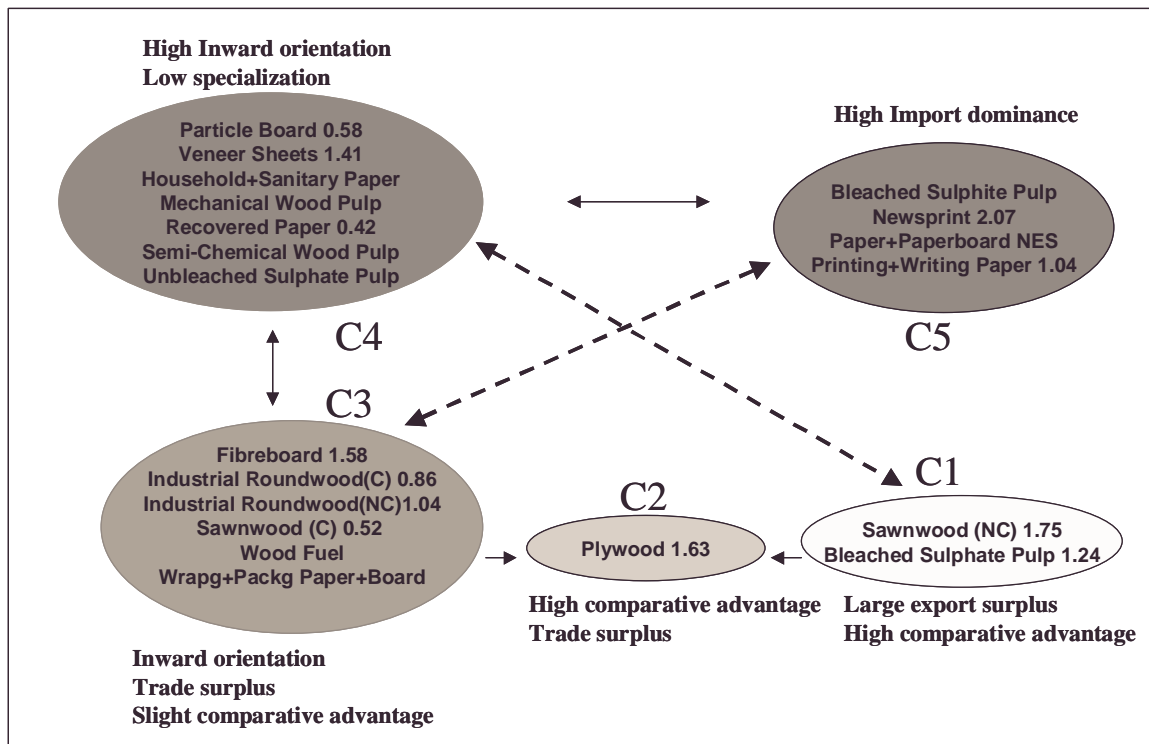 High Inward orientation
Low specialization
Particle Board 0.58
Veneer Sheets 1.41
Household+Sanitary Paper
Mechanical Wood Pulp
Recovered Paper 0.42
Semi-Chemical Wood Pulp
Unbleached Sulphate Pulp
C4
High Import dominance
Bleached Sulphite Pulp
Newsprint 2.07
Paper+Paperboard NES
Printing+Writing Paper 1.04
C5
C3
Fibreboard 1.58
Industrial Roundwood(C) 0.86
Industrial Roundwood(NC)1.04
Sawnwood (C) 0.52
Wood Fuel
Wrapg+Packg Paper+Board
Inward orientation
Trade surplus
Slight comparative advantage
C2
Plywood 1.63
High comparative advantage
Trade surplus
C1
Sawnwood (NC) 1.75
Bleached Sulphate Pulp 1.24
Large export surplus
High comparative advantage